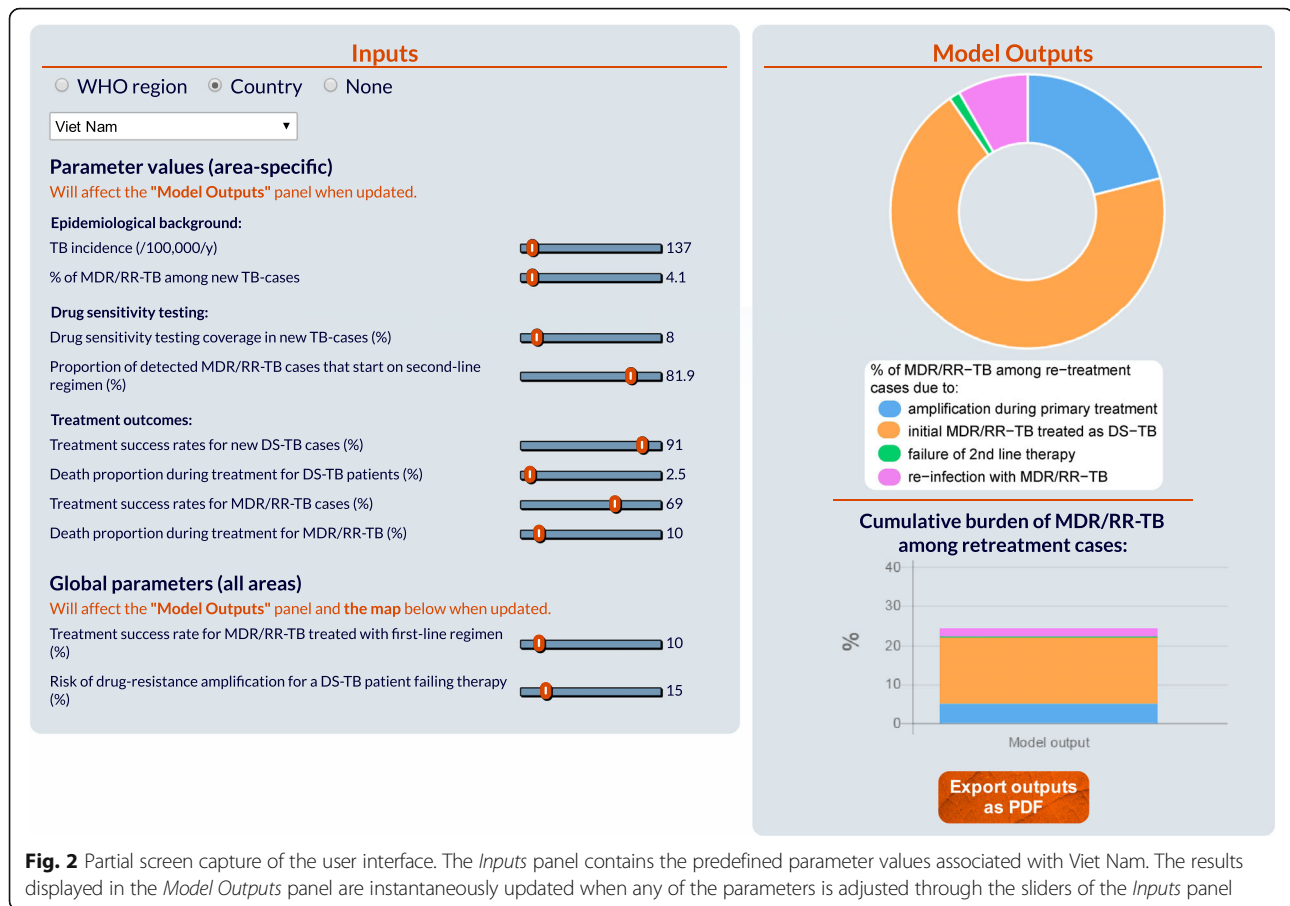 Inputs
WHO region Country None
Viet Nam
Parameter values (area-specific)
Will affect the "Model Outputs" panel when updated.
Epidemiological background:
TB incidence (/100,000/y) 137
% of MDR/RR-TB among new TB-cases 4.1
Drug sensitivity testing:
Drug sensitivity testing coverage in new TB-cases (%) 8
Proportion of detected MDR/RR-TB cases that start on second-line
regimen (%) 81.9
Treatment outcomes:
Treatment success rates for new DS-TB cases (%) 91
Death proportion during treatment for DS-TB patients (%) 2.5
Treatment success rates for MDR/RR-TB cases (%) 69
Death proportion during treatment for MDR/RR-TB (%) 10
Global parameters (all areas)
Will affect the "Model Outputs" panel and the map below when updated.
Treatment success rate for MDR/RR-TB treated with first-line regimen
(%) 10
Risk of drug-resistance amplification for a DS-TB patient failing therapy
(%) 15
Model Outputs
% of MDR/RR−TB among re−treatment
cases due to:
amplification during primary treatment
initial MDR/RR−TB treated as DS−TB
failure of 2nd line therapy
re−infection with MDR/RR−TB
Cumulative burden of MDR/RR-TB
among retreatment cases:
40
30
20
10
0
%
Model output
Export outputs
as PDF
Fig. 2 Partial screen capture of the user interface. The Inputs panel contains the predefined parameter values associated with Viet Nam. The results
displayed in the Model Outputs panel are instantaneously updated when any of the parameters is adjusted through the sliders of the Inputs panel